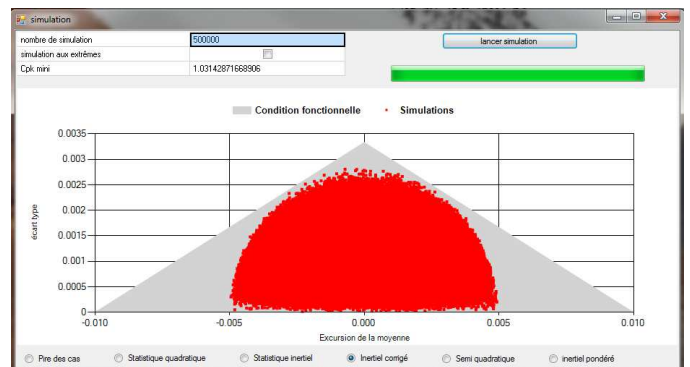 simulation
nombre de simulation 500000
lancer simulation
simulation aux extrêmes
Cpk mini 1.03142871668906
Condition fonctionnelle Simulations
0.0035
0.003
0.0025
0.002
0.0015
0.001
0.0005
0
écart type
-0.010 -0.005 0.000 0.005 0.010
Excursion de la moyenne
Pire des cas Statistique quadratique Statistique inertiel Inertiel corrigé Semi quadratique inertiel pondéré